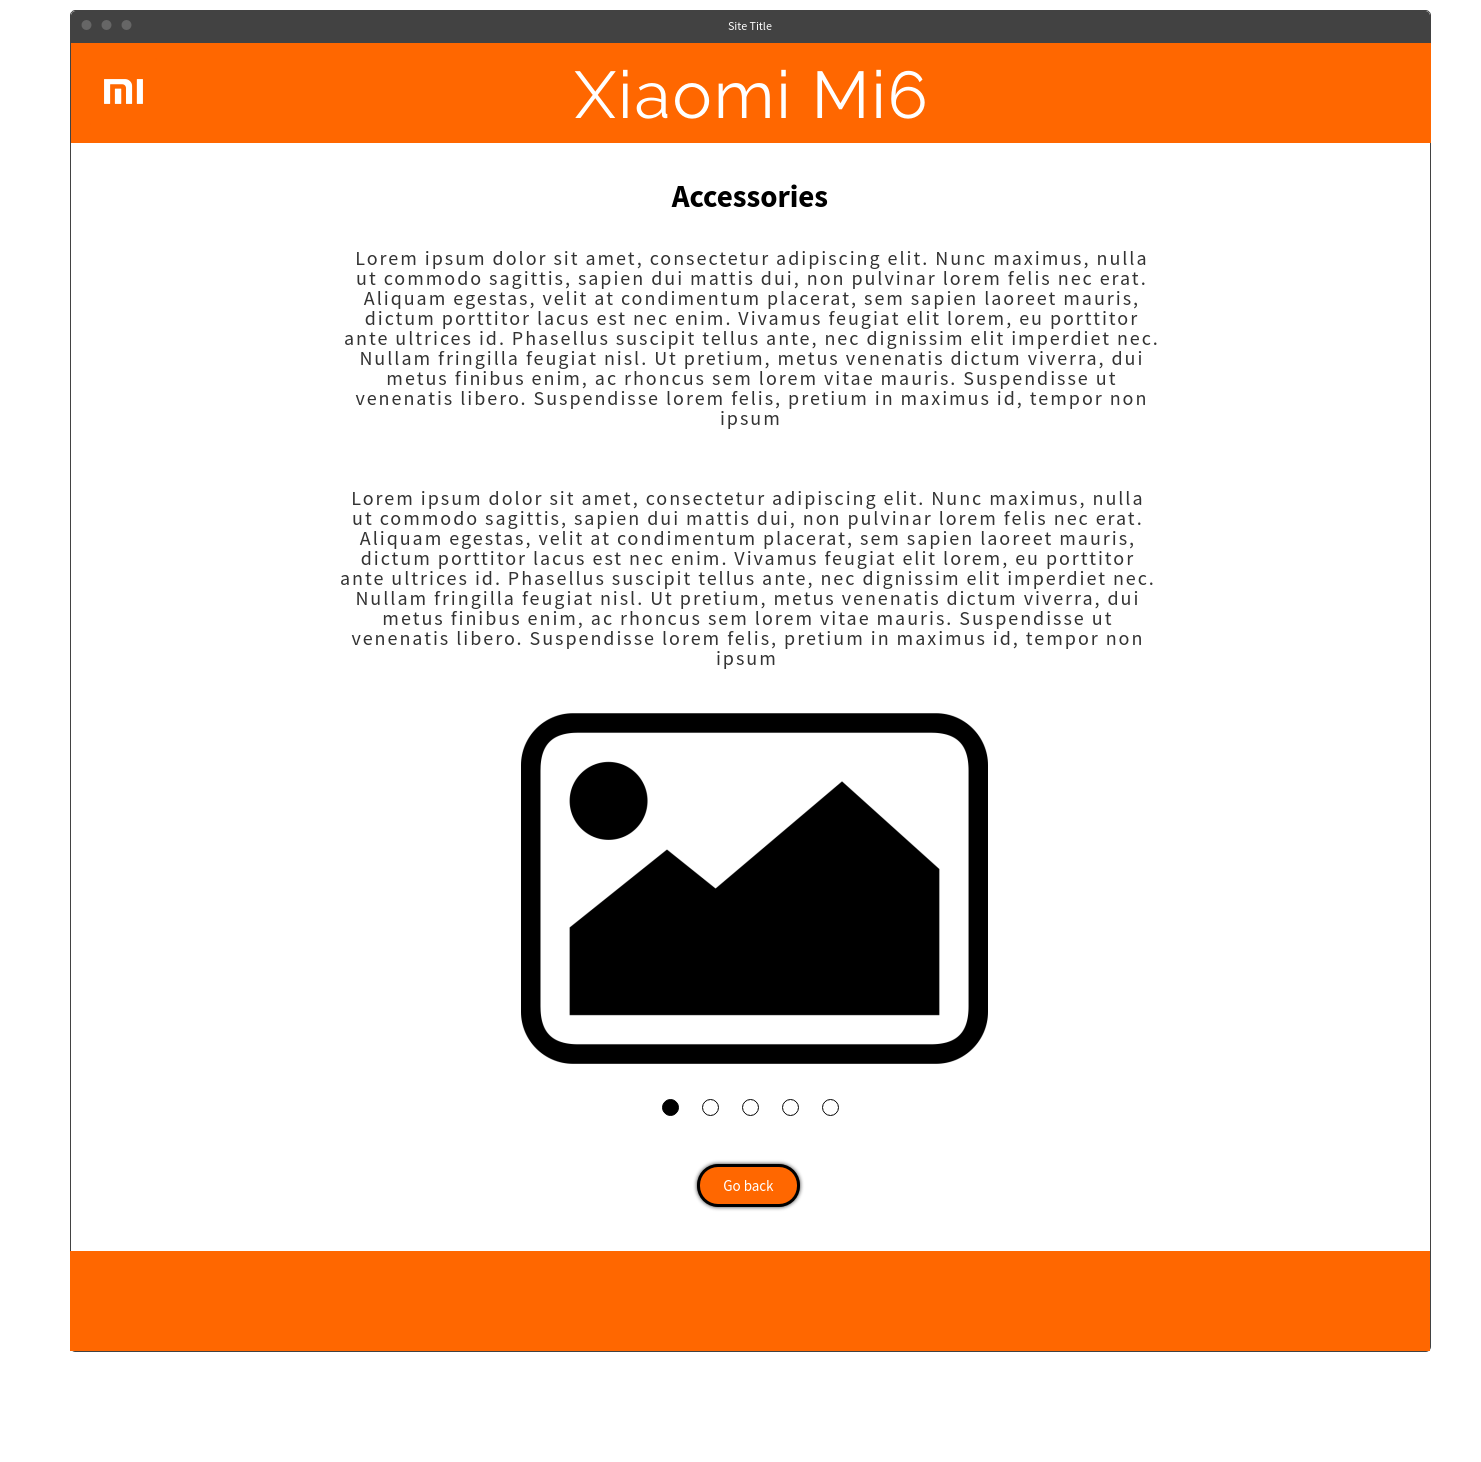 Site Title
mi
Xiaomi Mi6
Accessories
Lorem ipsum dolor sit amet, consectetur adipiscing elit. Nunc maximus, nulla
ut commodo sagittis, sapien dui mattis dui, non pulvinar lorem felis nec erat.
Aliquam egestas, velit at condimentum placerat, sem sapien laoreet mauris,
dictum porttitor lacus est nec enim. Vivamus feugiat elit lorem, eu porttitor
ante ultrices id. Phasellus suscipit tellus ante, nec dignissim elit imperdiet nec.
Nullam fringilla feugiat nisl. Ut pretium, metus venenatis dictum viverra, dui
metus finibus enim, ac rhoncus sem lorem vitae mauris. Suspendisse ut
venenatis libero. Suspendisse lorem felis, pretium in maximus id, tempor non
ipsum
Lorem ipsum dolor sit amet, consectetur adipiscing elit. Nunc maximus, nulla
ut commodo sagittis, sapien dui mattis dui, non pulvinar lorem felis nec erat.
Aliquam egestas, velit at condimentum placerat, sem sapien laoreet mauris,
dictum porttitor lacus est nec enim. Vivamus feugiat elit lorem, eu porttitor
ante ultrices id. Phasellus suscipit tellus ante, nec dignissim elit imperdiet nec.
Nullam fringilla feugiat nisl. Ut pretium, metus venenatis dictum viverra, dui
metus finibus enim, ac rhoncus sem lorem vitae mauris. Suspendisse ut
venenatis libero. Suspendisse lorem felis, pretium in maximus id, tempor non
ipsum
Go back